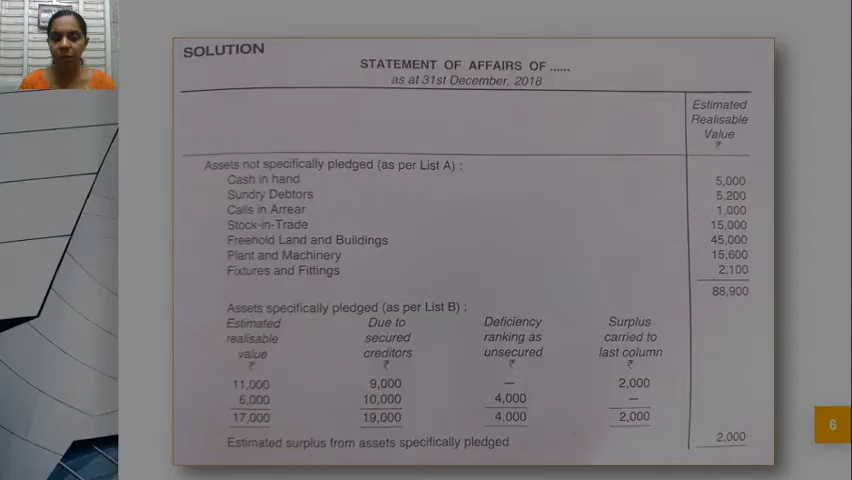 SOLUTION
STATEMENT OF AFFAIRS OF ......
as at 31st December, 2018
Estimated
Realisable
Value
₹
Assets not specifically pledged (as per List A) :
Cash in hand 5,000
Sundry Debtors 5,200
Calls in Arrear 1,000
Stock-in-Trade 15,000
Freehold Land and Buildings 45,000
Plant and Machinery 15,600
Fixtures and Fittings 2,100
88,900
Assets specifically pledged (as per List B) :
Estimated Due to Deficiency Surplus
realisable secured ranking as carried to
value creditors unsecured last column
₹ ₹ ₹ ₹
11,000 9,000 — 2,000
6,000 10,000 4,000 —
17,000 19,000 4,000 2,000
Estimated surplus from assets specifically pledged 2,000
6